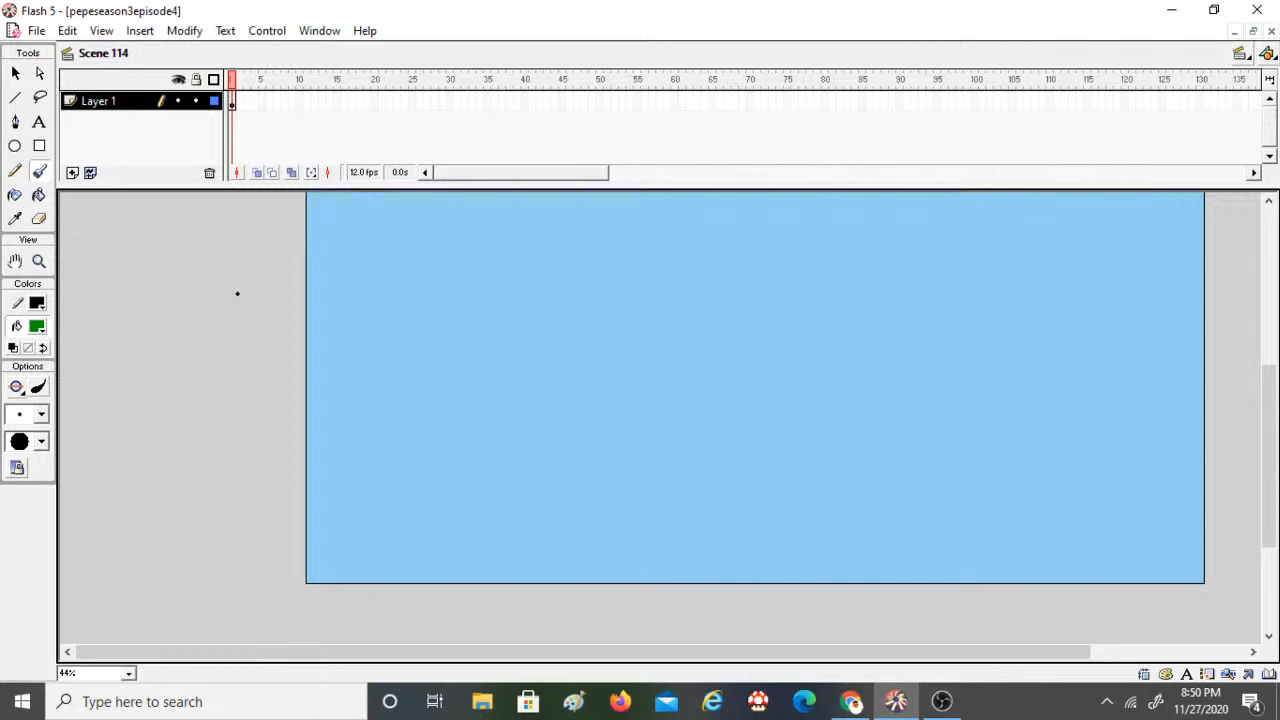 Flash 5 - [pepeseason3episode4]
File Edit View Insert Modify Text Control Window Help
Tools
Scene 114
5 10 15 20 25 30 35 40 45 50 55 60 65 70 75 80 85 90 95 100 105 110 115 120 125 130 135
Layer 1
12.0 fps 0.0s
View
Colors
Options
44%
Type here to search
8:50 PM
11/27/2020
4